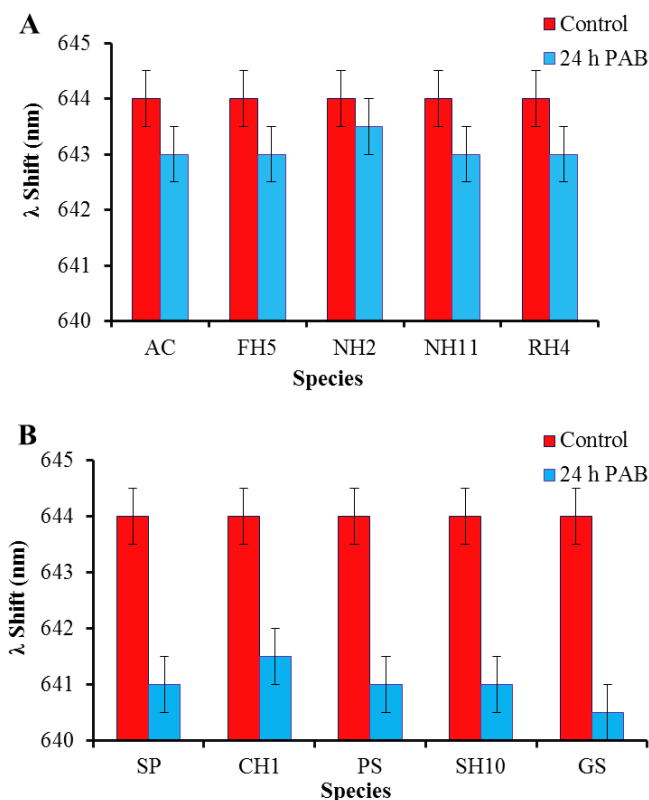 A
Control
24 h PAB
645
644
643
642
641
640
λ Shift (nm)
AC FH5 NH2 NH11 RH4
Species
B
Control
24 h PAB
645
644
643
642
641
640
λ Shift (nm)
SP CH1 PS SH10 GS
Species